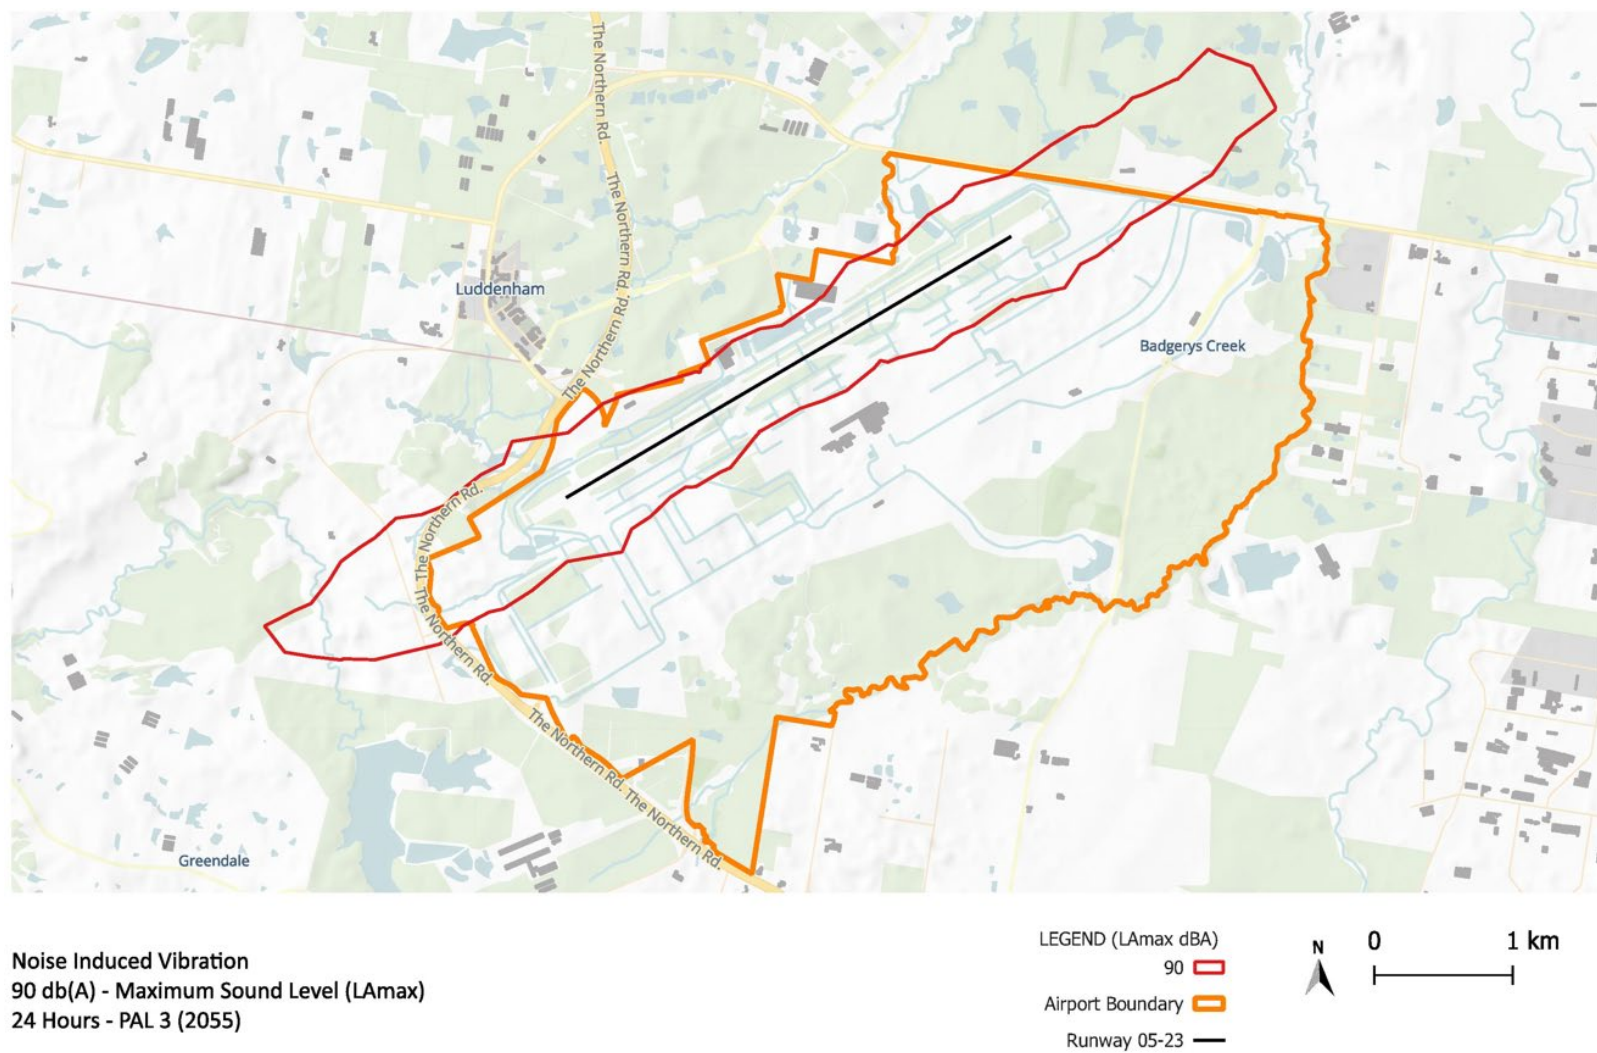 The Northern Rd.
The Northern Rd.
The Northern Rd.
Luddenham
Badgerys Creek
The Northern Rd.
The Northern Rd.
The Northern Rd.
The Northern Rd. The Northern Rd.
Greendale
Noise Induced Vibration
90 db(A) - Maximum Sound Level (LAmax)
24 Hours - PAL 3 (2055)
LEGEND (LAmax dBA)
90
Airport Boundary
Runway 05-23
N
0 1 km